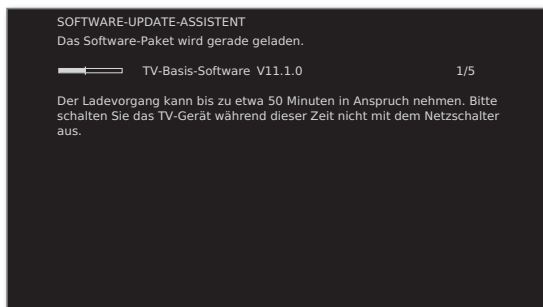 SOFTWARE-UPDATE-ASSISTENT
Das Software-Paket wird gerade geladen.
TV-Basis-Software V11.1.0 1/5
Der Ladevorgang kann bis zu etwa 50 Minuten in Anspruch nehmen. Bitte
schalten Sie das TV-Gerät während dieser Zeit nicht mit dem Netzschalter
aus.